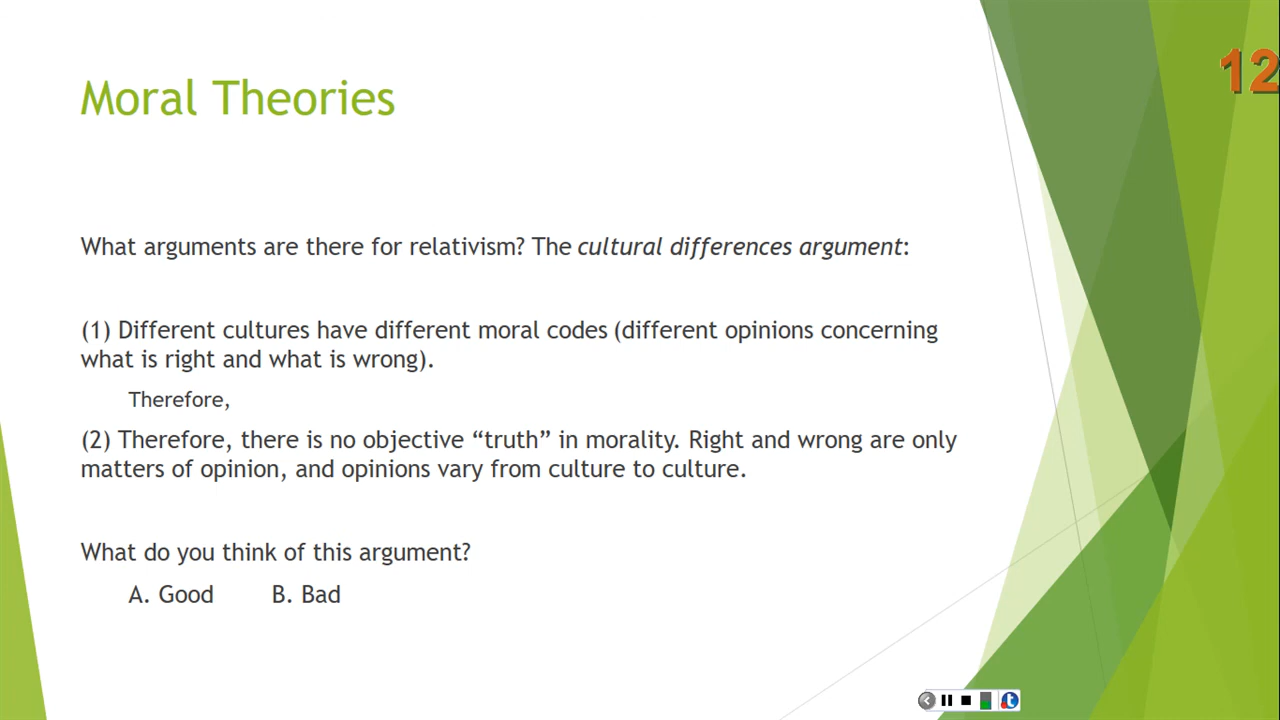 12
Moral Theories
What arguments are there for relativism? The cultural differences argument:
(1) Different cultures have different moral codes (different opinions concerning
what is right and what is wrong).
Therefore,
(2) Therefore, there is no objective “truth” in morality. Right and wrong are only
matters of opinion, and opinions vary from culture to culture.
What do you think of this argument?
A. Good B. Bad
t